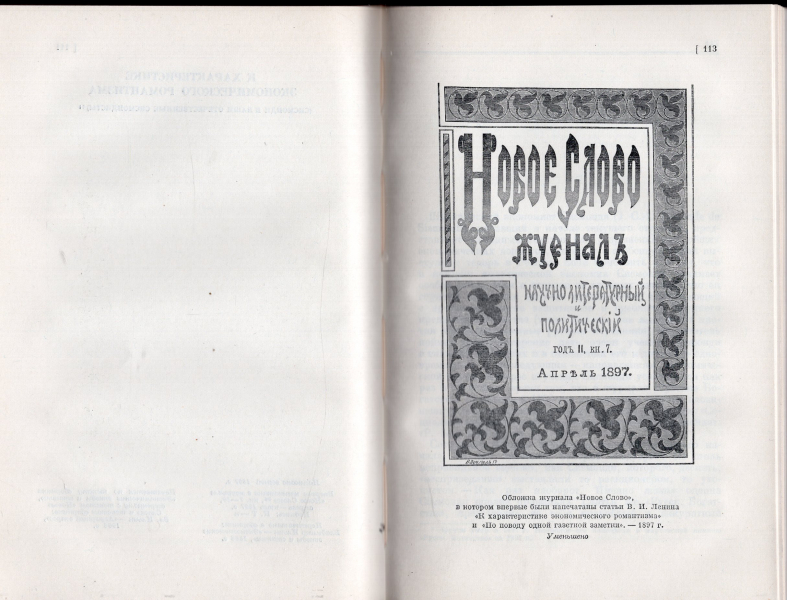 [ 113
Новое Слово
журналъ
научно литературный
и
политическій
годъ II, кн. 7.
Апрѣль 1897.
Обложка журнала «Новое Слово»,
в котором впервые были напечатаны статьи В. И. Ленина
«К характеристике экономического романтизма»
и «По поводу одной газетной заметки». — 1897 г.
Уменьшено